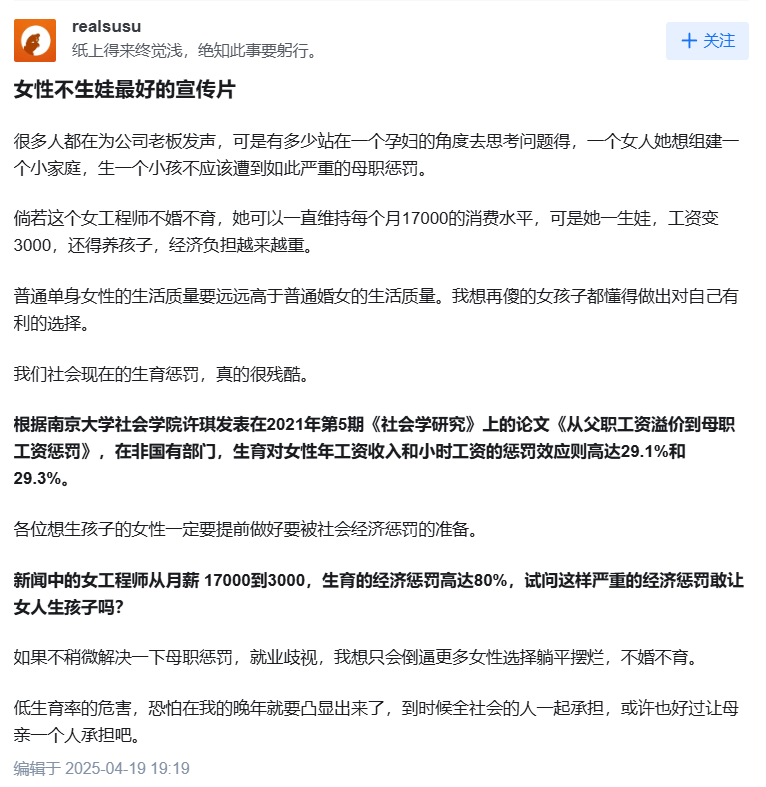 realsusu
纸上得来终觉浅，绝知此事要躬行。
关注
女性不生娃最好的宣传片
很多人都在为公司老板发声，可是有多少站在一个孕妇的角度去思考问题得，一个女人她想组建一
个小家庭，生一个小孩不应该遭到如此严重的母职惩罚。
倘若这个女工程师不婚不育，她可以一直维持每个月17000的消费水平，可是她一生娃，工资变
3000，还得养孩子，经济负担越来越重。
普通单身女性的生活质量要远远高于普通婚女的生活质量。我想再傻的女孩子都懂得做出对自己有
利的选择。
我们社会现在的生育惩罚，真的很残酷。
根据南京大学社会学院许琪发表在2021年第5期《社会学研究》上的论文《从父职工资溢价到母职
工资惩罚》，在非国有部门，生育对女性年工资收入和小时工资的惩罚效应则高达29.1%和
29.3%。
各位想生孩子的女性一定要提前做好要被社会经济惩罚的准备。
新闻中的女工程师从月薪 17000到3000，生育的经济惩罚高达80%，试问这样严重的经济惩罚敢让
女人生孩子吗？
如果不稍微解决一下母职惩罚，就业歧视，我想只会倒逼更多女性选择躺平摆烂，不婚不育。
低生育率的危害，恐怕在我的晚年就要凸显出来了，到时候全社会的人一起承担，或许也好过让母
亲一个人承担吧。
编辑于 2025-04-19 19:19